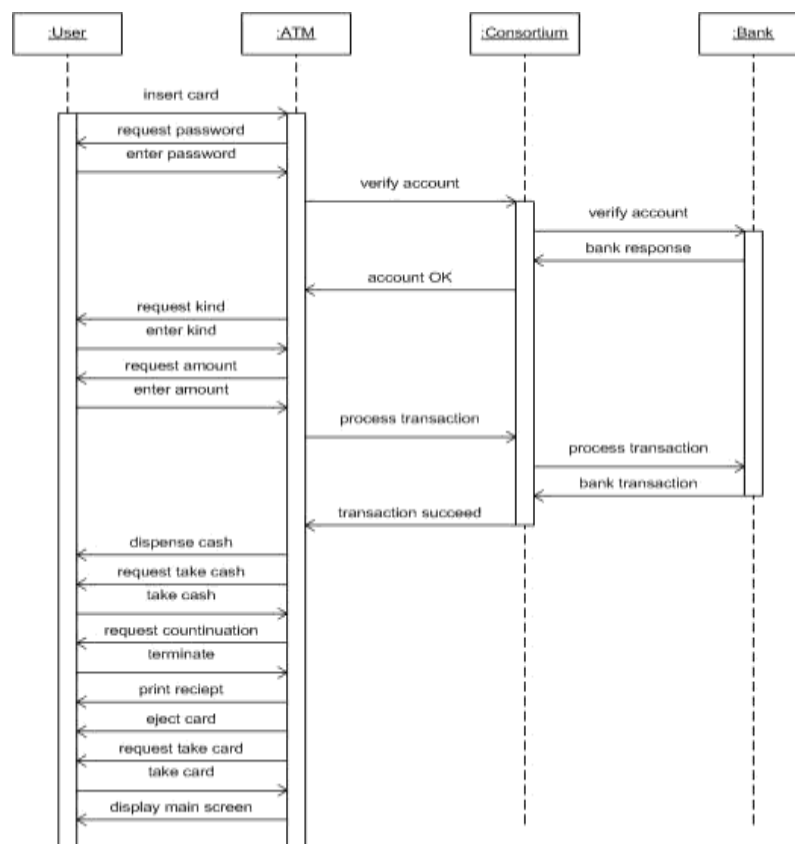 :User
:ATM
:Consortium
:Bank
insert card
request password
enter password
verify account
verify account
bank response
account OK
request kind
enter kind
request amount
enter amount
process transaction
process transaction
bank transaction
transaction succeed
dispense cash
request take cash
take cash
request countinuation
terminate
print reciept
eject card
request take card
take card
display main screen